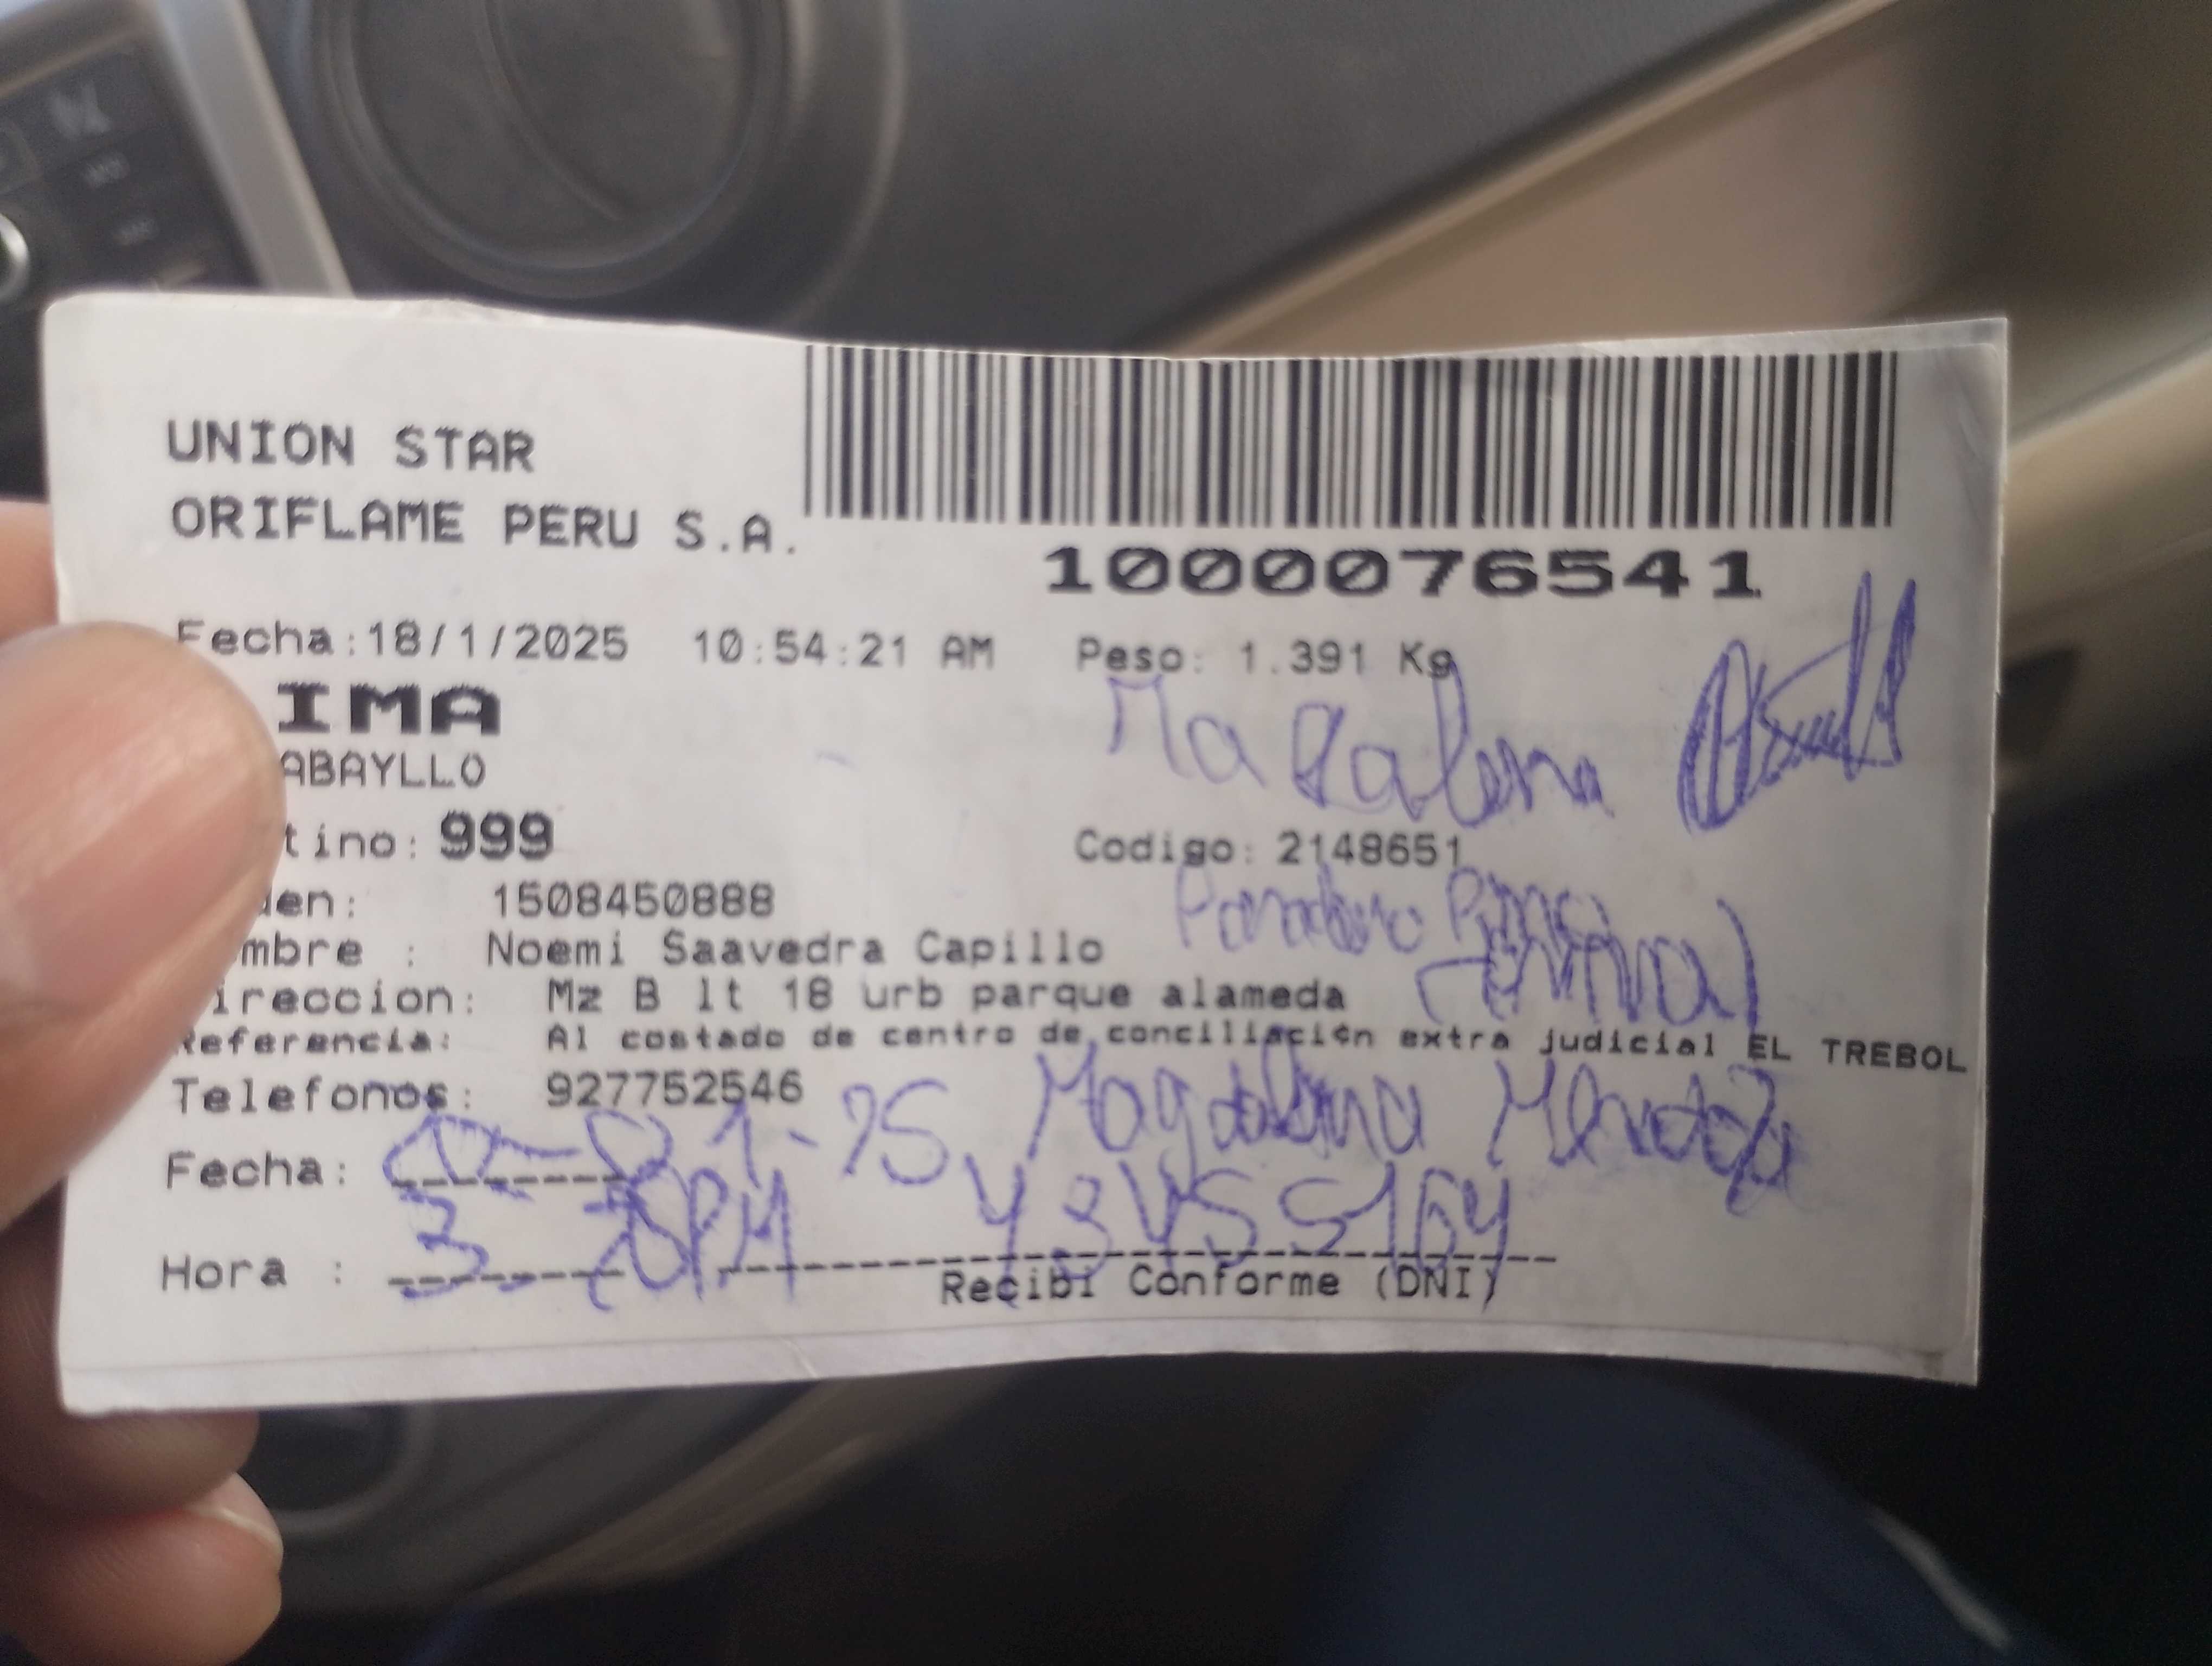 UNION STAR
ORIFLAME PERU S.A.
1000076541
Fecha:18/1/2025 10:54:21 AM Peso: 1.391 Kg
IMA
ABAYLLO
tino: 999 Codigo: 2148651
en: 1508450888
mbre : Noemi Saavedra Capillo
ireccion: Mz B lt 18 urb parque alameda
Referencia: Al costado de centro de conciliación extra judicial EL TREBOL
Telefonos: 927752546
Magdalena Mendoza
Fecha:
Hora :
Recibi Conforme (DNI)